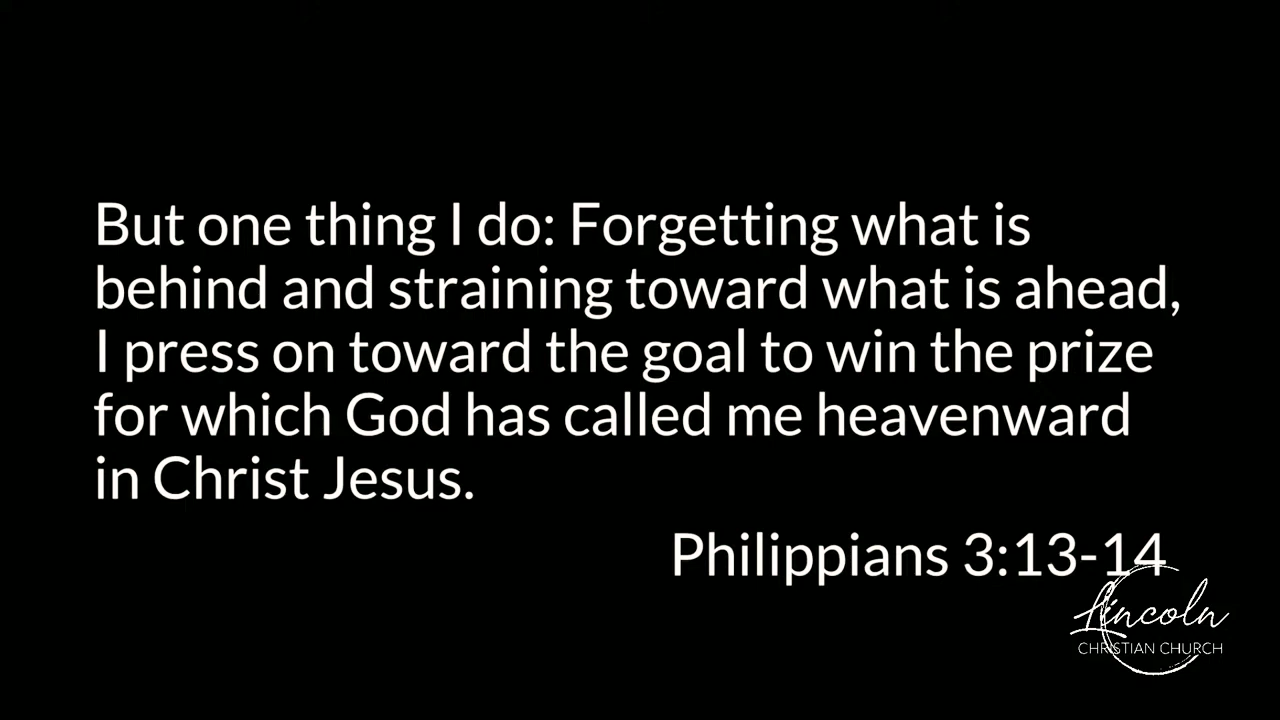 But one thing I do: Forgetting what is
behind and straining toward what is ahead,
I press on toward the goal to win the prize
for which God has called me heavenward
in Christ Jesus.
Philippians 3:13-14
Lincoln
CHRISTIAN CHURCH